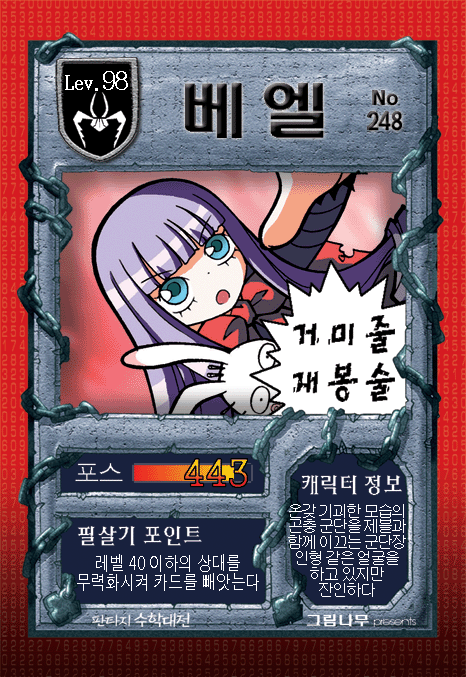 Lev.98
베엘
No
248
거미줄
재봉술
포스 443
필살기 포인트
레벨 40 이하의 상대를
무력화시켜 카드를 빼앗는다
캐릭터 정보
온갖 기괴한 모습의
곤충 군단을 제블과
함께 이끄는 군단장
인형 같은 얼굴을
하고 있지만
잔인하다
판타지 수학대전
그림나무 presents